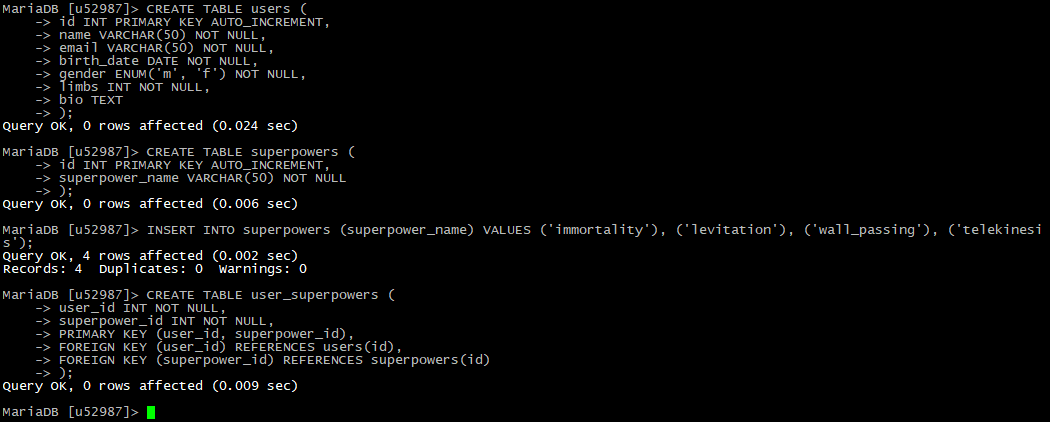 MariaDB [u52987]> CREATE TABLE users (
    -> id INT PRIMARY KEY AUTO_INCREMENT,
    -> name VARCHAR(50) NOT NULL,
    -> email VARCHAR(50) NOT NULL,
    -> birth_date DATE NOT NULL,
    -> gender ENUM('m', 'f') NOT NULL,
    -> limbs INT NOT NULL,
    -> bio TEXT
    -> );
Query OK, 0 rows affected (0.024 sec)

MariaDB [u52987]> CREATE TABLE superpowers (
    -> id INT PRIMARY KEY AUTO_INCREMENT,
    -> superpower_name VARCHAR(50) NOT NULL
    -> );
Query OK, 0 rows affected (0.006 sec)

MariaDB [u52987]> INSERT INTO superpowers (superpower_name) VALUES ('immortality'), ('levitation'), ('wall_passing'), ('telekinesi
s');
Query OK, 4 rows affected (0.002 sec)
Records: 4  Duplicates: 0  Warnings: 0

MariaDB [u52987]> CREATE TABLE user_superpowers (
    -> user_id INT NOT NULL,
    -> superpower_id INT NOT NULL,
    -> PRIMARY KEY (user_id, superpower_id),
    -> FOREIGN KEY (user_id) REFERENCES users(id),
    -> FOREIGN KEY (superpower_id) REFERENCES superpowers(id)
    -> );
Query OK, 0 rows affected (0.009 sec)

MariaDB [u52987]>